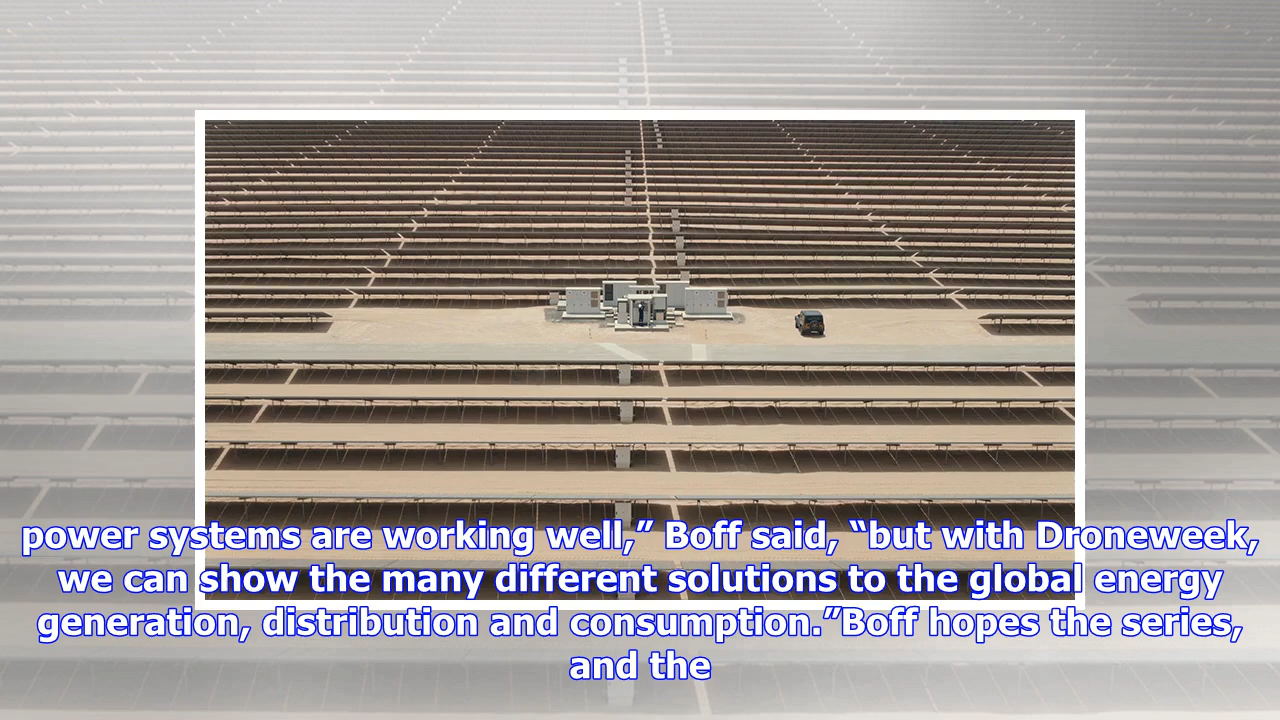 power systems are working well,” Boff said, “but with Droneweek,
we can show the many different solutions to the global energy
generation, distribution and consumption.”Boff hopes the series,
and the